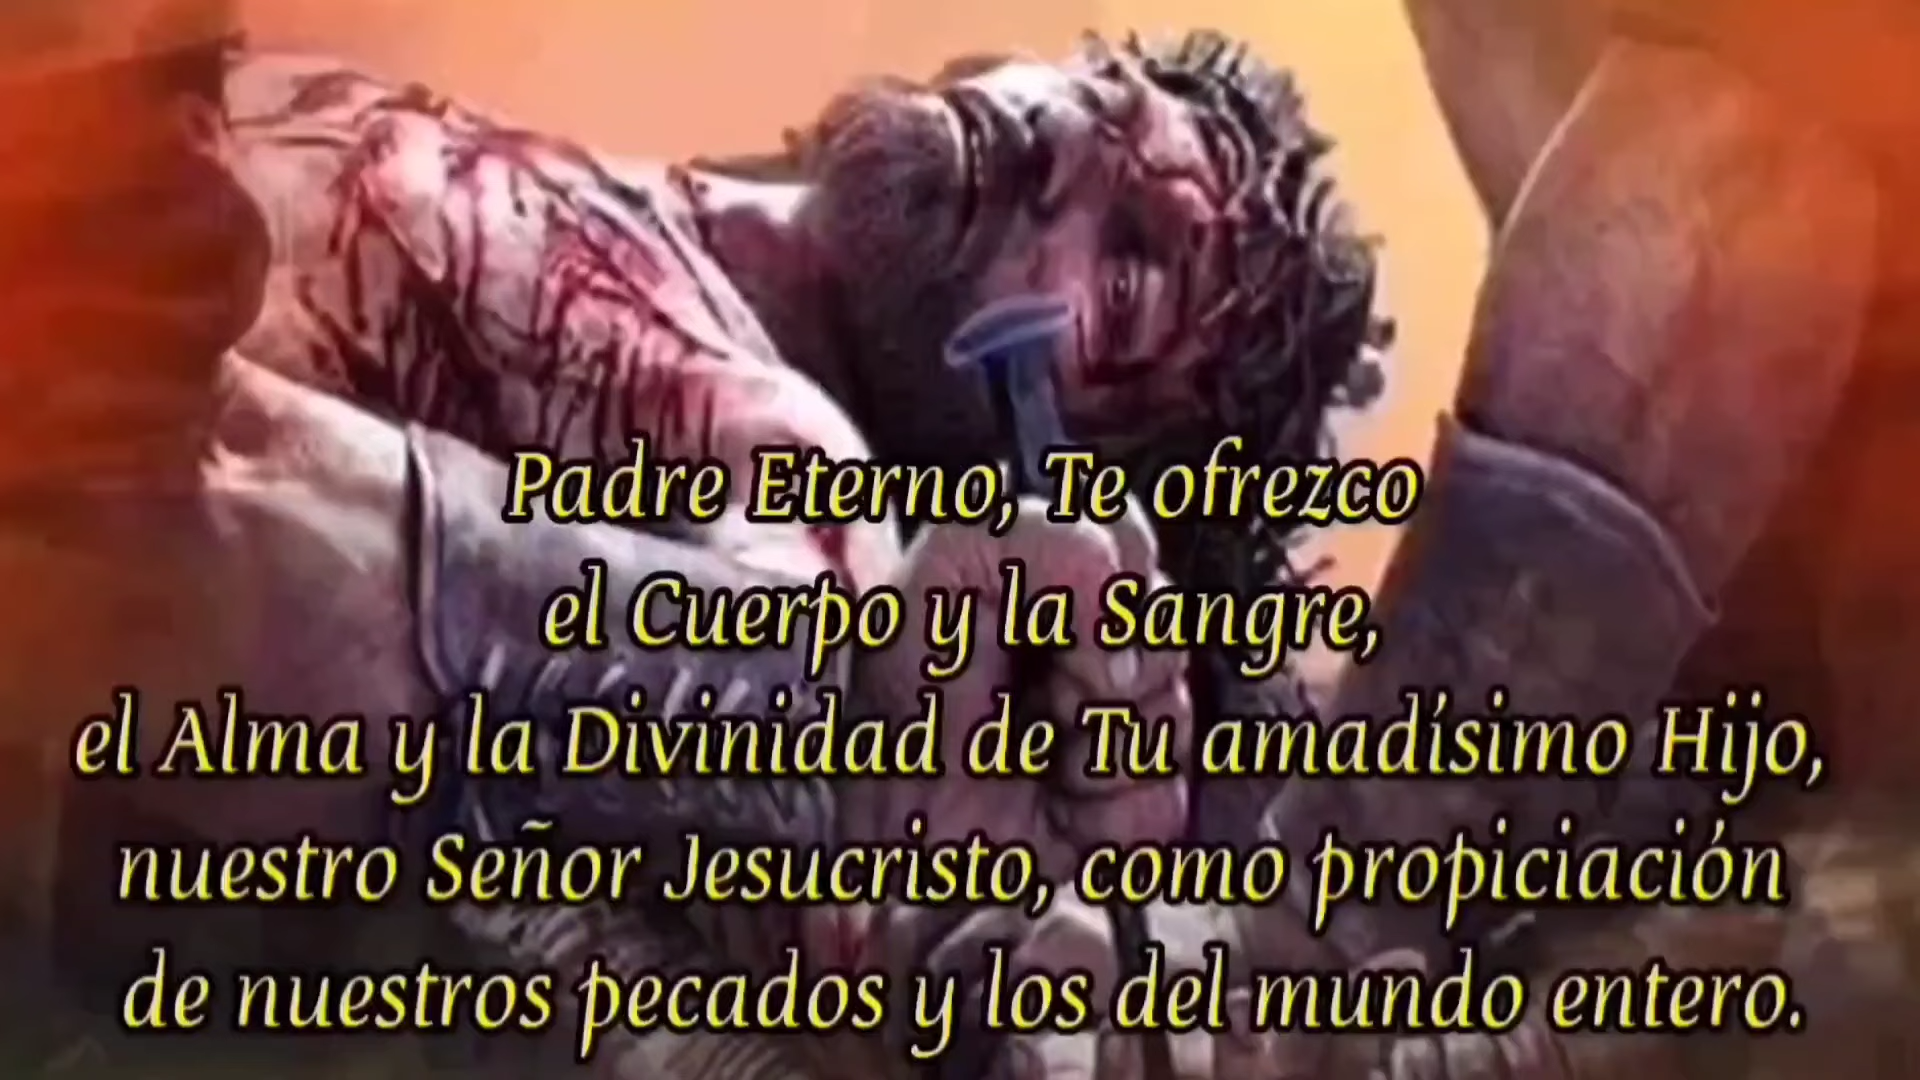 Padre Eterno, Te ofrezco
el Cuerpo y la Sangre,
el Alma y la Divinidad de Tu amadísimo Hijo,
nuestro Señor Jesucristo, como propiciación
de nuestros pecados y los del mundo entero.